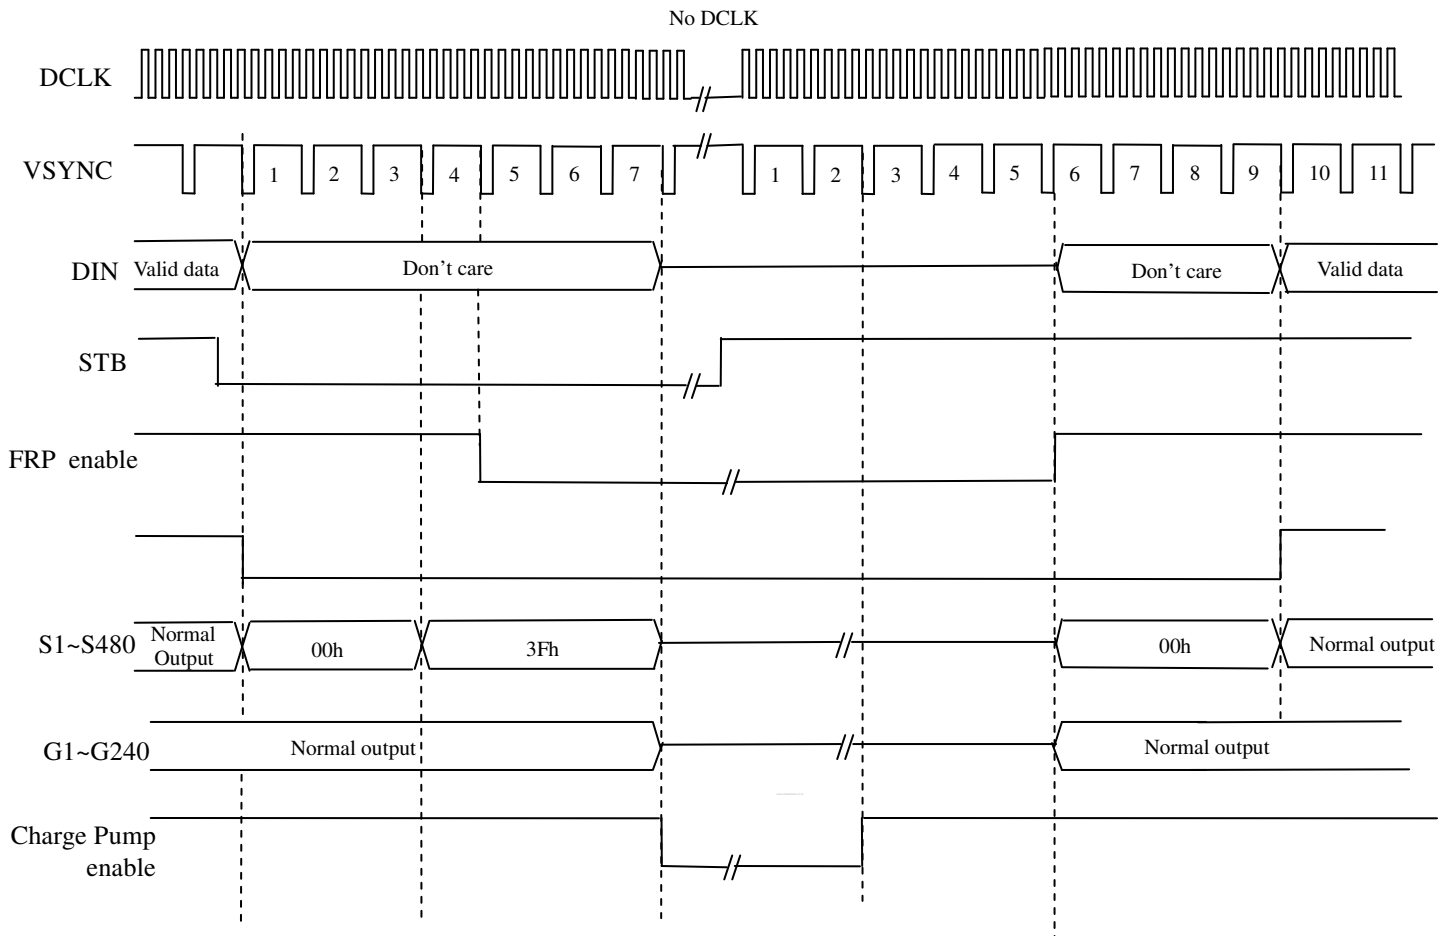 No DCLK
DCLK
VSYNC
1 2 3 4 5 6 7 1 2 3 4 5 6 7 8 9 10 11
DIN Valid data Don't care Don't care Valid data
STB
FRP enable
S1~S480 Normal Output 00h 3Fh 00h Normal output
G1~G240 Normal output Normal output
Charge Pump
enable